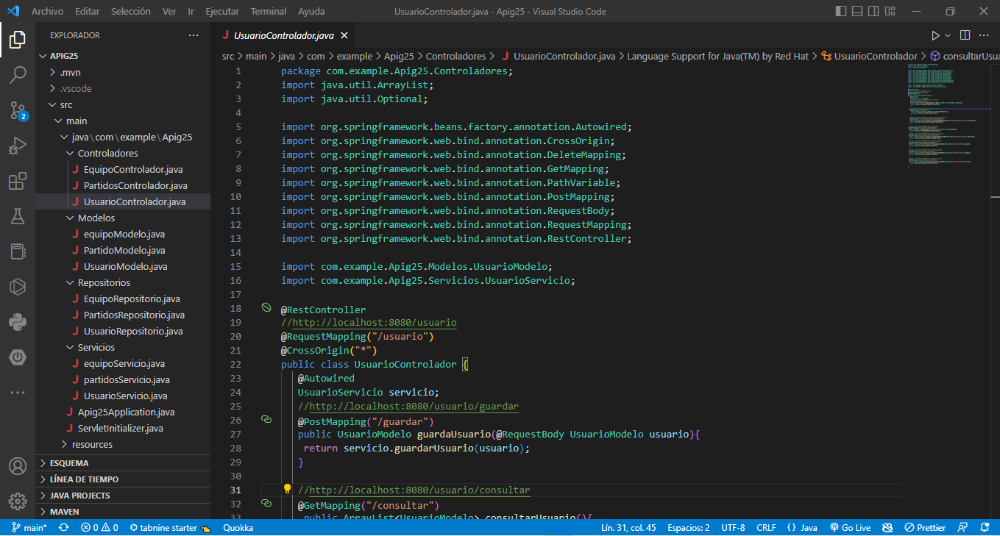 Archivo Editar Selección Ver Ir Ejecutar Terminal Ayuda UsuarioControlador.java - Apig25 - Visual Studio Code
EXPLORADOR
APIG25
.mvn
.vscode
src
main
java\com\example\Apig25
Controladores
EquipoControlador.java
PartidosControlador.java
UsuarioControlador.java
Modelos
equipoModelo.java
PartidoModelo.java
UsuarioModelo.java
Repositorios
EquipoRepositorio.java
PartidosRepositorio.java
UsuarioRepositorio.java
Servicios
equipoServicio.java
partidosServicio.java
UsuarioServicio.java
Apig25Application.java
ServletInitializer.java
resources
ESQUEMA
LÍNEA DE TIEMPO
JAVA PROJECTS
MAVEN
2
J UsuarioControlador.java
src > main > java > com > example > Apig25 > Controladores > J UsuarioControlador.java > Language Support for Java(TM) by Red Hat > UsuarioControlador > consultarUsua
1 package com.example.Apig25.Controladores;
2 import java.util.ArrayList;
3 import java.util.Optional;
4
5 import org.springframework.beans.factory.annotation.Autowired;
6 import org.springframework.web.bind.annotation.CrossOrigin;
7 import org.springframework.web.bind.annotation.DeleteMapping;
8 import org.springframework.web.bind.annotation.GetMapping;
9 import org.springframework.web.bind.annotation.PathVariable;
10 import org.springframework.web.bind.annotation.PostMapping;
11 import org.springframework.web.bind.annotation.RequestBody;
12 import org.springframework.web.bind.annotation.RequestMapping;
13 import org.springframework.web.bind.annotation.RestController;
14
15 import com.example.Apig25.Modelos.UsuarioModelo;
16 import com.example.Apig25.Servicios.UsuarioServicio;
17
18 @RestController
19 //http://localhost:8080/usuario
20 @RequestMapping("/usuario")
21 @CrossOrigin("*")
22 public class UsuarioControlador {
23 @Autowired
24 UsuarioServicio servicio;
25 //http://localhost:8080/usuario/guardar
26 @PostMapping("/guardar")
27 public UsuarioModelo guardaUsuario(@RequestBody UsuarioModelo usuario){
28 return servicio.guardarUsuario(usuario);
29 }
30
31 //http://localhost:8080/usuario/consultar
32 @GetMapping("/consultar")
33 public ArrayList<UsuarioModelo> consultarUsuario(){
main* 0 0 tabnine starter Quokka Lín. 31, col. 45 Espacios: 2 UTF-8 CRLF {} Java Go Live Prettier